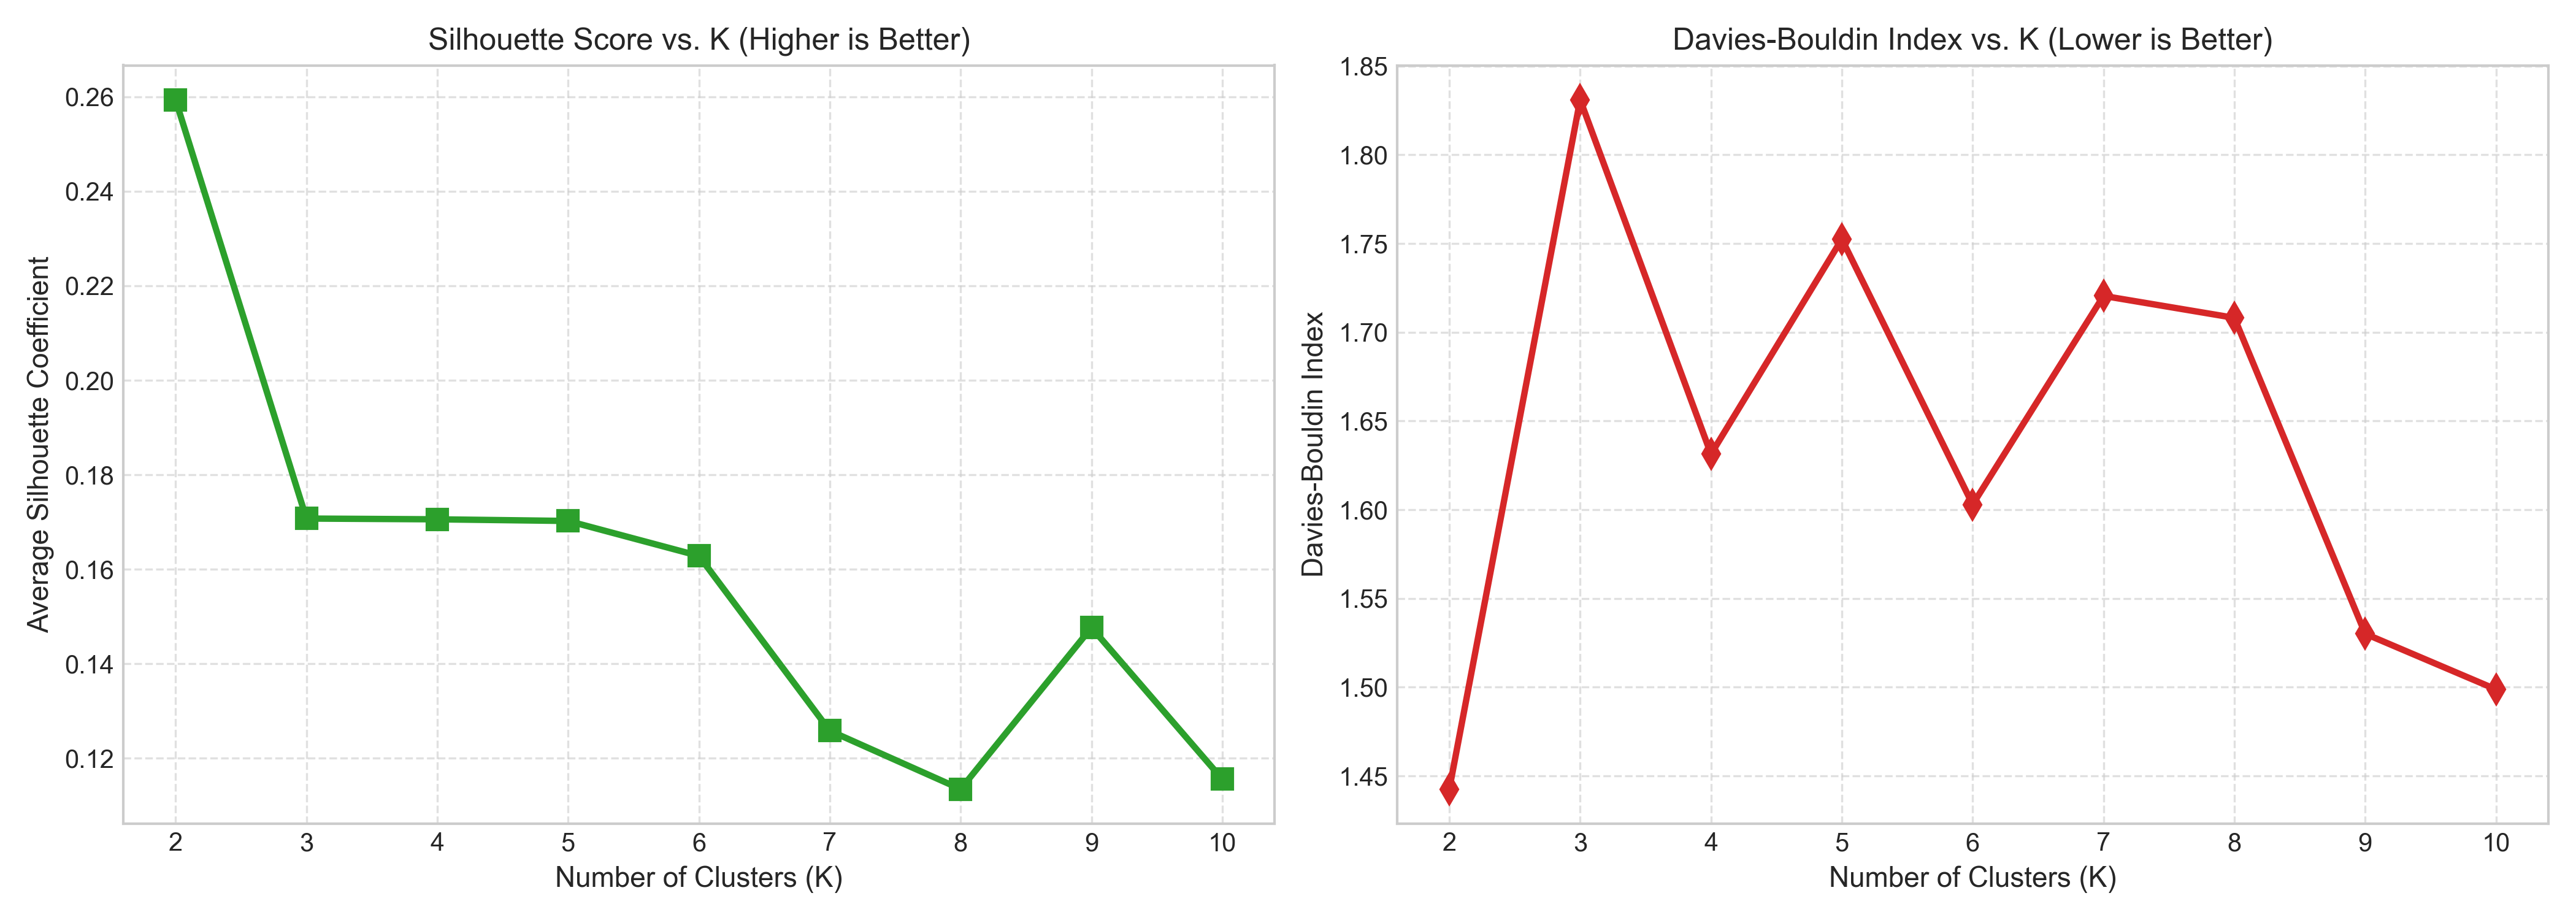 Silhouette Score vs. K (Higher is Better)
Average Silhouette Coefficient
0.26
0.24
0.22
0.20
0.18
0.16
0.14
0.12
2 3 4 5 6 7 8 9 10
Number of Clusters (K)
Davies-Bouldin Index vs. K (Lower is Better)
Davies-Bouldin Index
1.85
1.80
1.75
1.70
1.65
1.60
1.55
1.50
1.45
2 3 4 5 6 7 8 9 10
Number of Clusters (K)